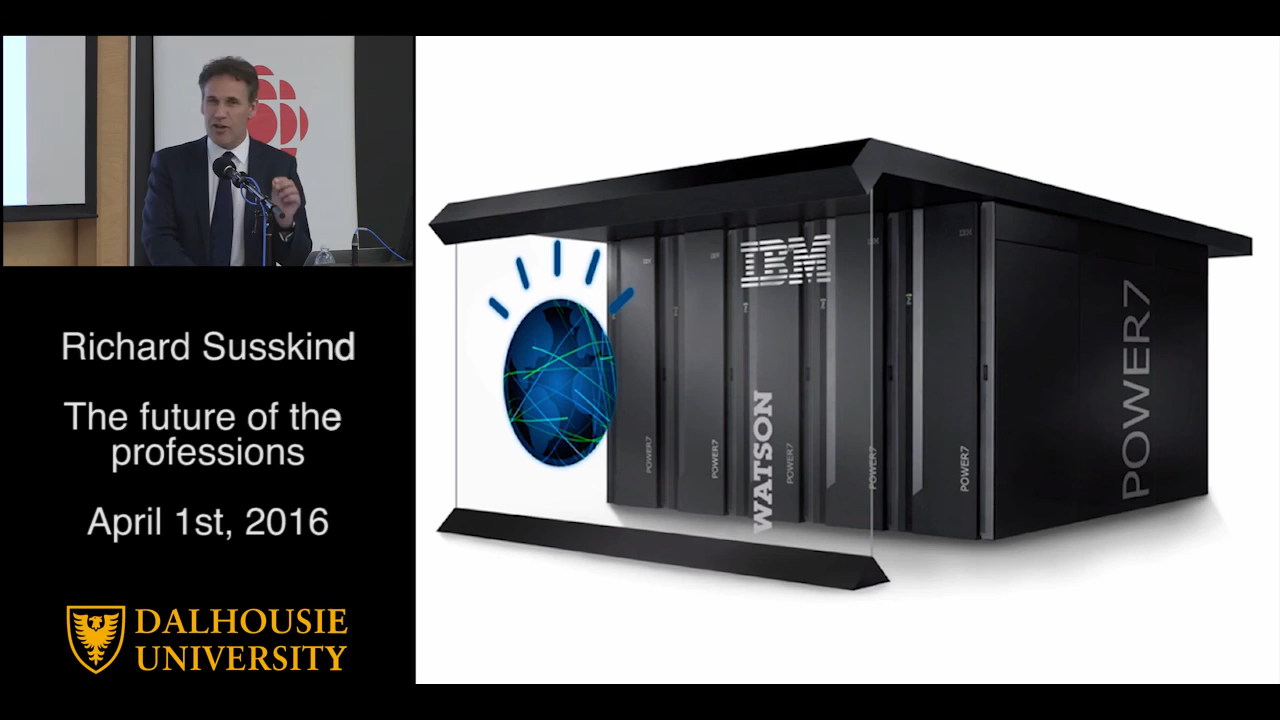 Richard Susskind
The future of the
professions
April 1st, 2016
DALHOUSIE
UNIVERSITY
IBM
WATSON
POWER7
POWER7
POWER7
POWER7
POWER7
POWER7